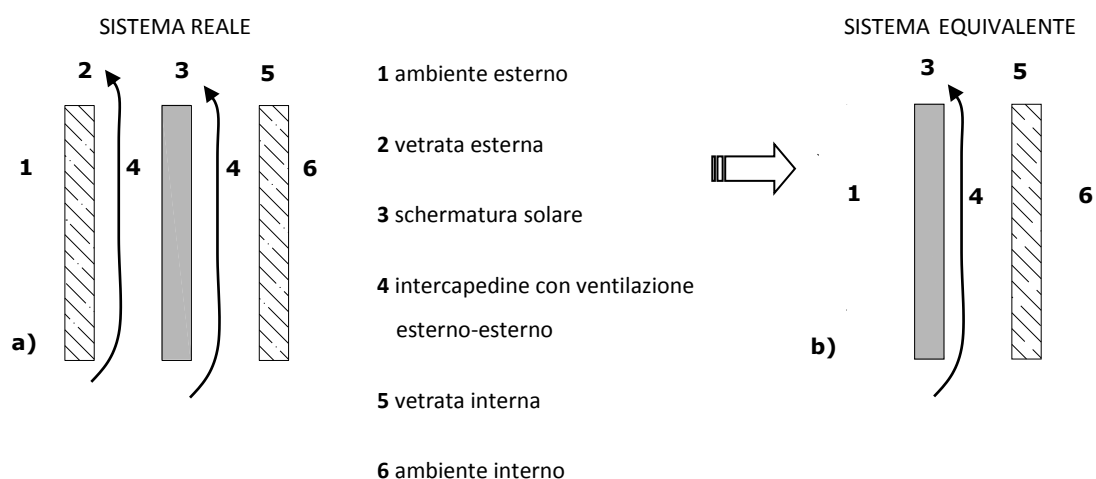 SISTEMA REALE
2 3 5
1 4 4 6
a)
1 ambiente esterno
2 vetrata esterna
3 schermatura solare
4 intercapedine con ventilazione
esterno-esterno
5 vetrata interna
6 ambiente interno
SISTEMA EQUIVALENTE
3 5
1 4 6
b)